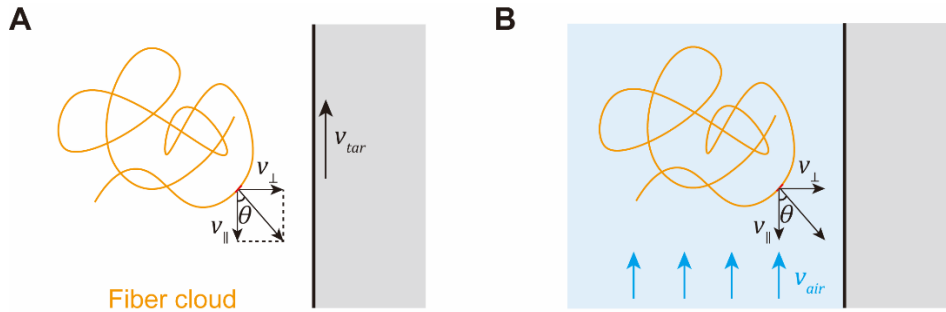 A
v_tar
v_⊥
v_∥
θ
Fiber cloud
B
v_⊥
v_∥
θ
v_air